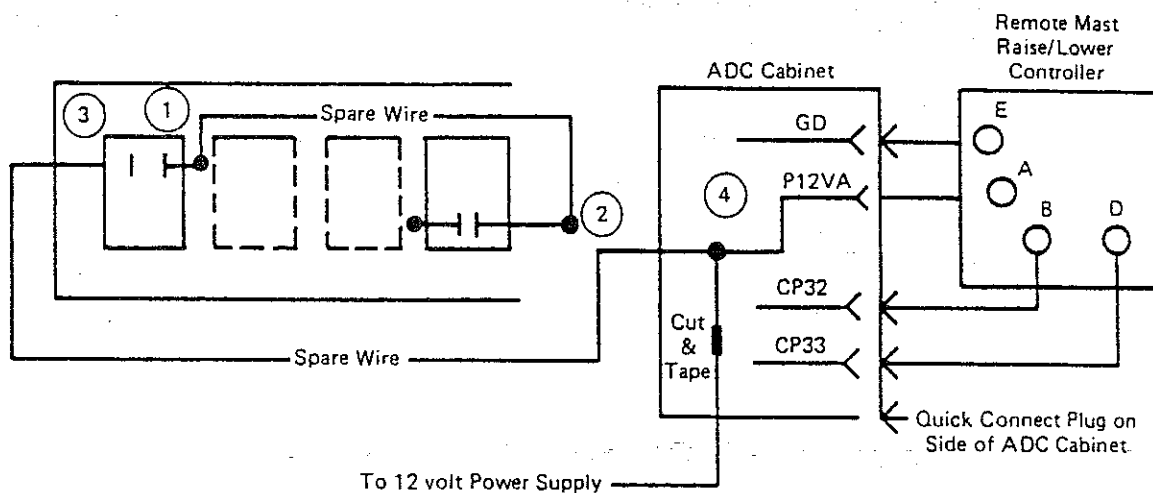 Remote Mast
Raise/Lower
Controller
ADC Cabinet
3
1
Spare Wire
GD
E
A
P12VA
4
2
B
D
CP32
Cut
&
Tape
CP33
Spare Wire
Quick Connect Plug on
Side of ADC Cabinet
To 12 volt Power Supply